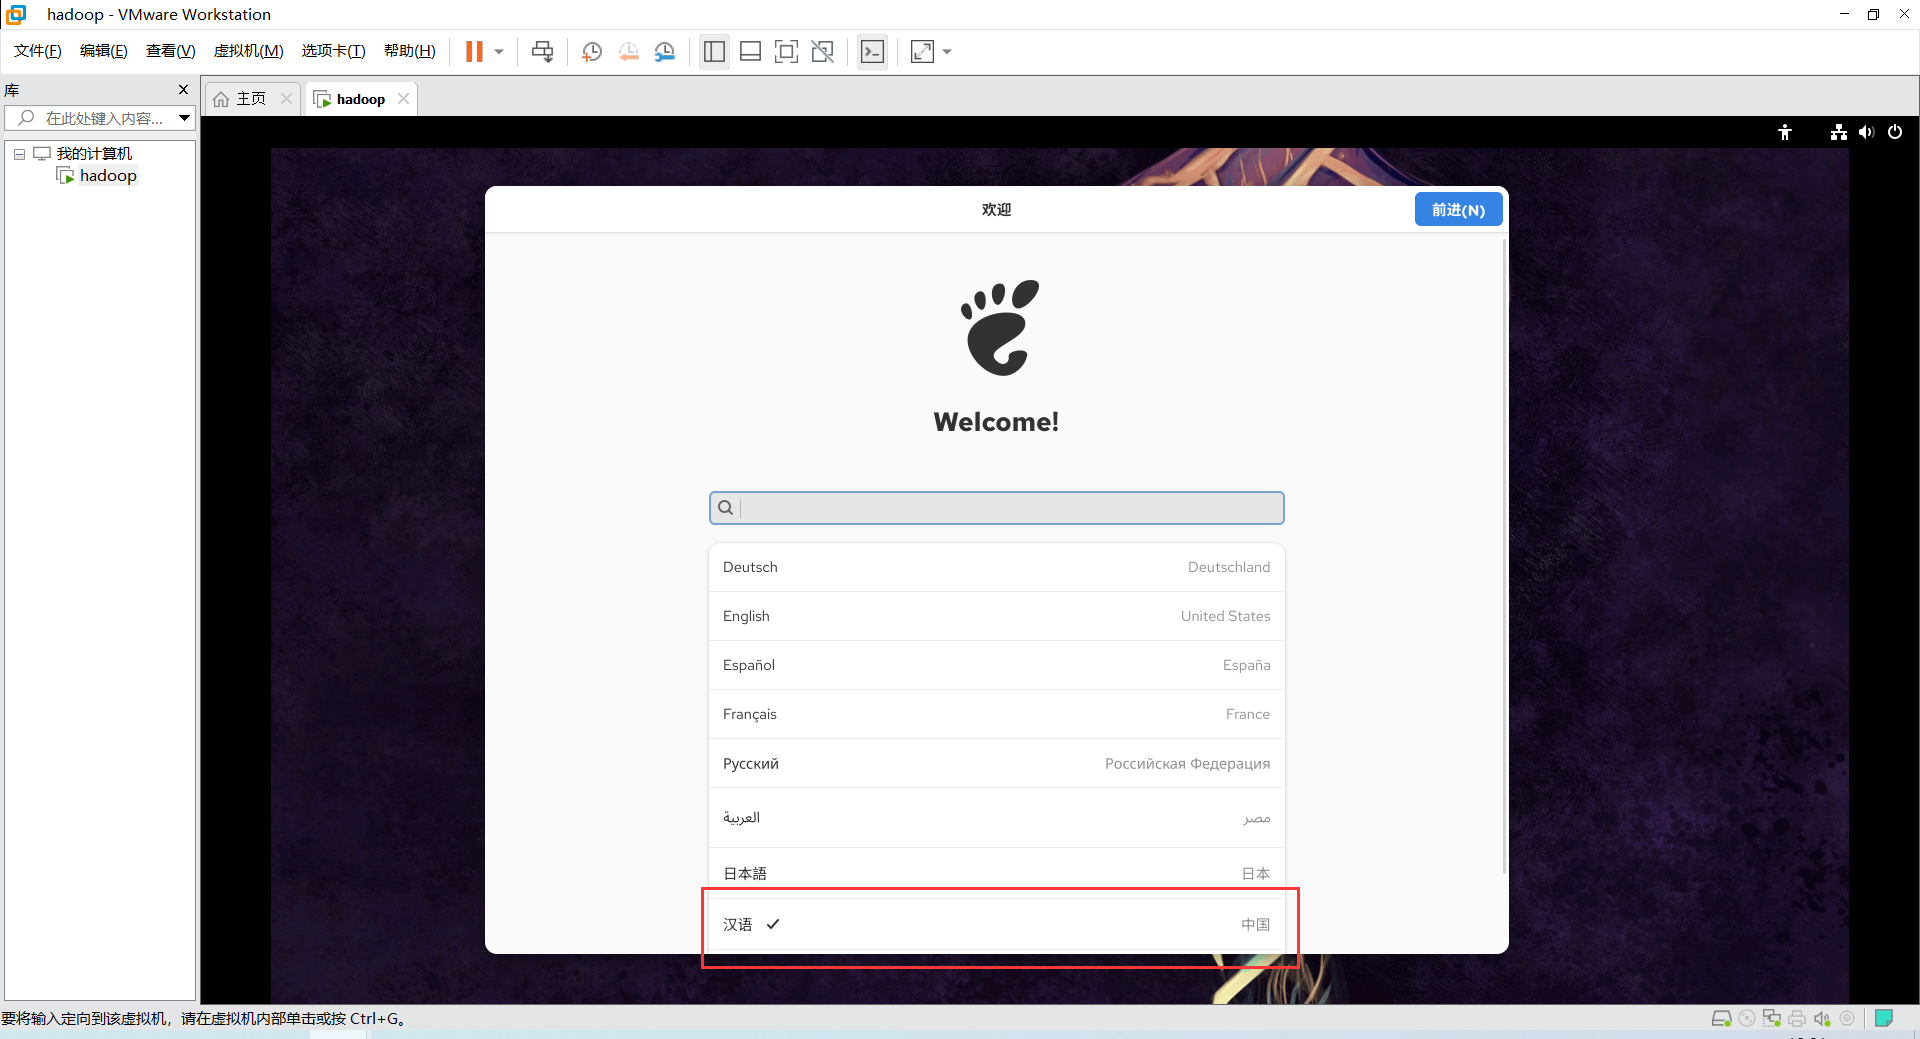 hadoop - VMware Workstation
文件(F) 编辑(E) 查看(V) 虚拟机(M) 选项卡(T) 帮助(H)
库
主页
hadoop
在此处键入内容...
我的计算机
hadoop
欢迎
前进(N)
Welcome!
Deutsch Deutschland
English United States
Español España
Français France
Русский Российская Федерация
العربية مصر
日本語 日本
汉语 中国
要将输入定向到该虚拟机，请在虚拟机内部单击或按 Ctrl+G。